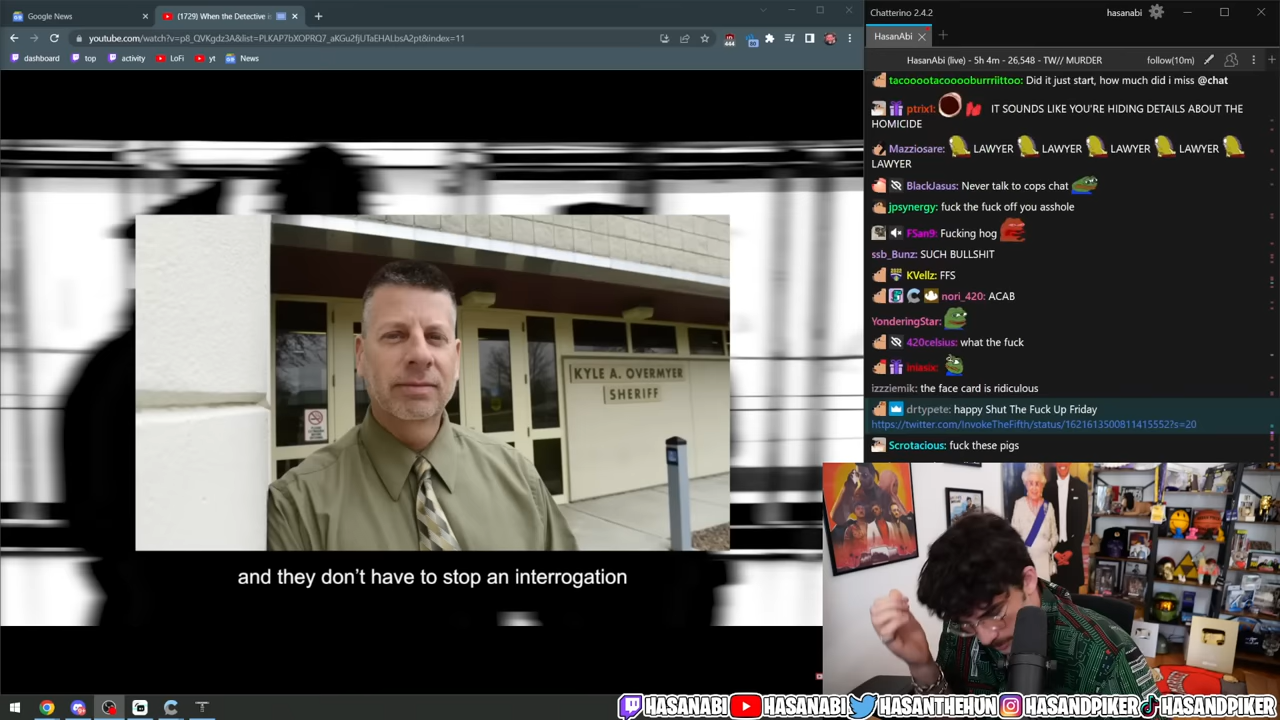 Google News
(1729) When the Detective i
youtube.com/watch?v=p8_QVKgdz3A&list=PLKAP7bXOPRQ7_aKGu2fjUTaEHALbsA2pt&index=11
dashboard
top
activity
LoFi
yt
News
KYLE A. OVERMYER
SHERIFF
and they don't have to stop an interrogation
Chatterino 2.4.2
hasanabi
HasanAbi
HasanAbi (live) - 5h 4m - 26,548 - TW// MURDER
follow(10m)
tacooootacoooburrriittoo: Did it just start, how much did i miss @chat
ptrix1: IT SOUNDS LIKE YOU'RE HIDING DETAILS ABOUT THE
HOMICIDE
Mazziosare: LAWYER LAWYER LAWYER LAWYER
LAWYER
BlackJasus: Never talk to cops chat
jpsynergy: fuck the fuck off you asshole
FSan9: Fucking hog
ssb_Bunz: SUCH BULLSHIT
KVellz: FFS
nori_420: ACAB
YonderingStar:
420celsius: what the fuck
iniasix:
izzziemik: the face card is ridiculous
drtypete: happy Shut The Fuck Up Friday
https://twitter.com/InvokeTheFifth/status/1621613500811415552?s=20
Scrotacious: fuck these pigs
HASANABI HASANABI HASANTHEHUN HASANDPIKER HASANDPIKER